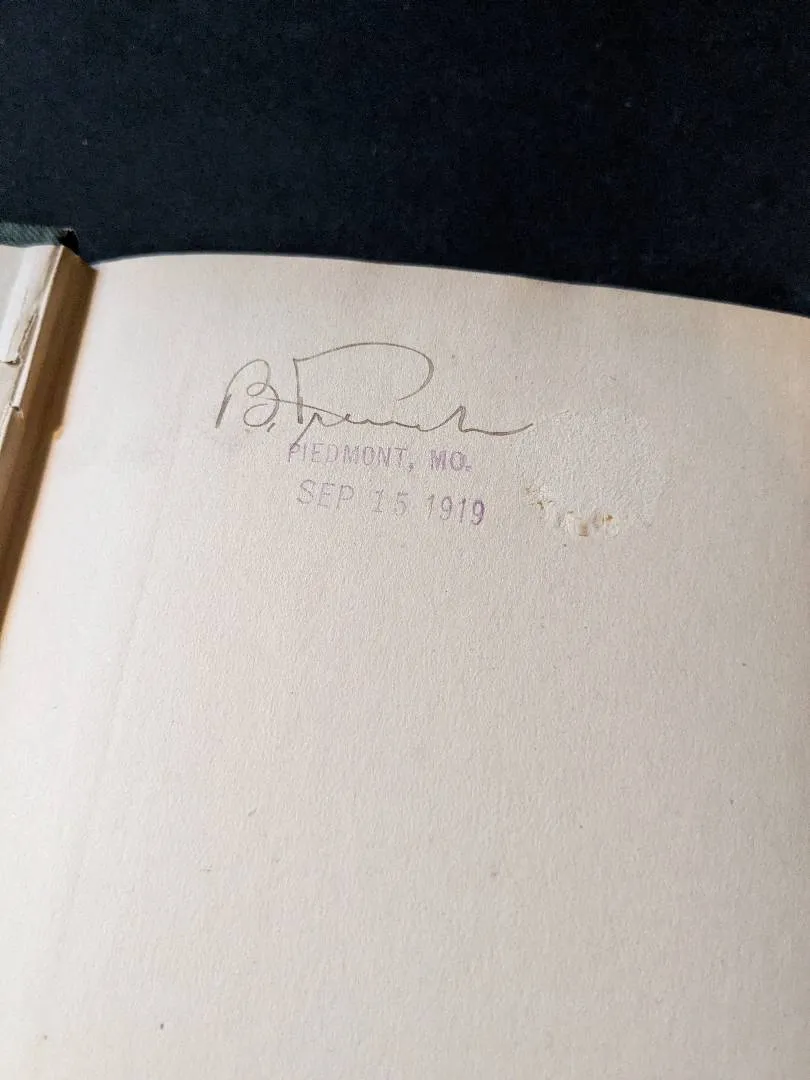 B.
PIEDMONT, MO.
SEP 15 1919